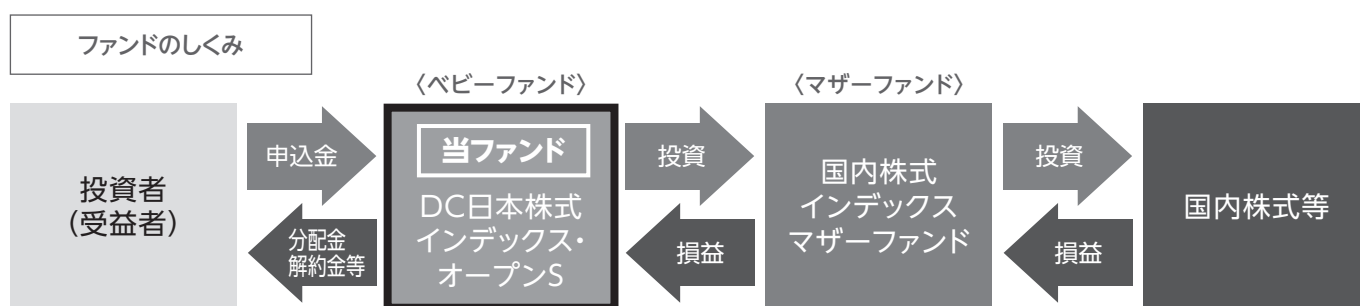 ファンドのしくみ
〈ベビーファンド〉
〈マザーファンド〉
投資者
(受益者)
申込金
分配金
解約金等
当ファンド
DC日本株式
インデックス・
オープンS
投資
損益
国内株式
インデックス
マザーファンド
投資
損益
国内株式等